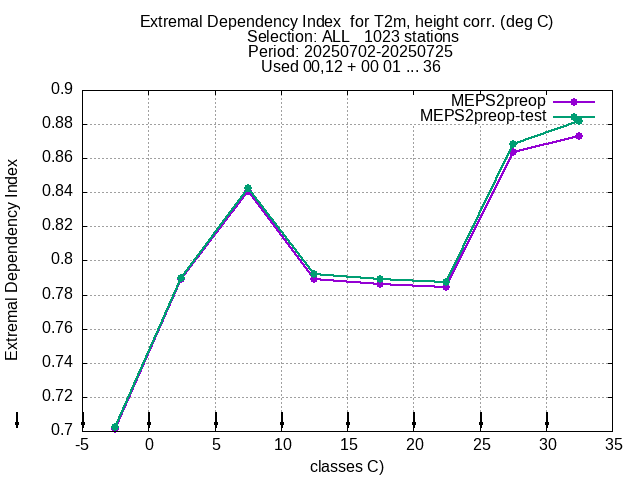 Extremal Dependency Index  for T2m, height corr. (deg C)
Selection: ALL   1023 stations
Period: 20250702-20250725
Used 00,12 + 00 01 ... 36
MEPS2preop
MEPS2preop-test
Extremal Dependency Index
0.9
0.88
0.86
0.84
0.82
0.8
0.78
0.76
0.74
0.72
0.7
-5 0 5 10 15 20 25 30 35
classes C)